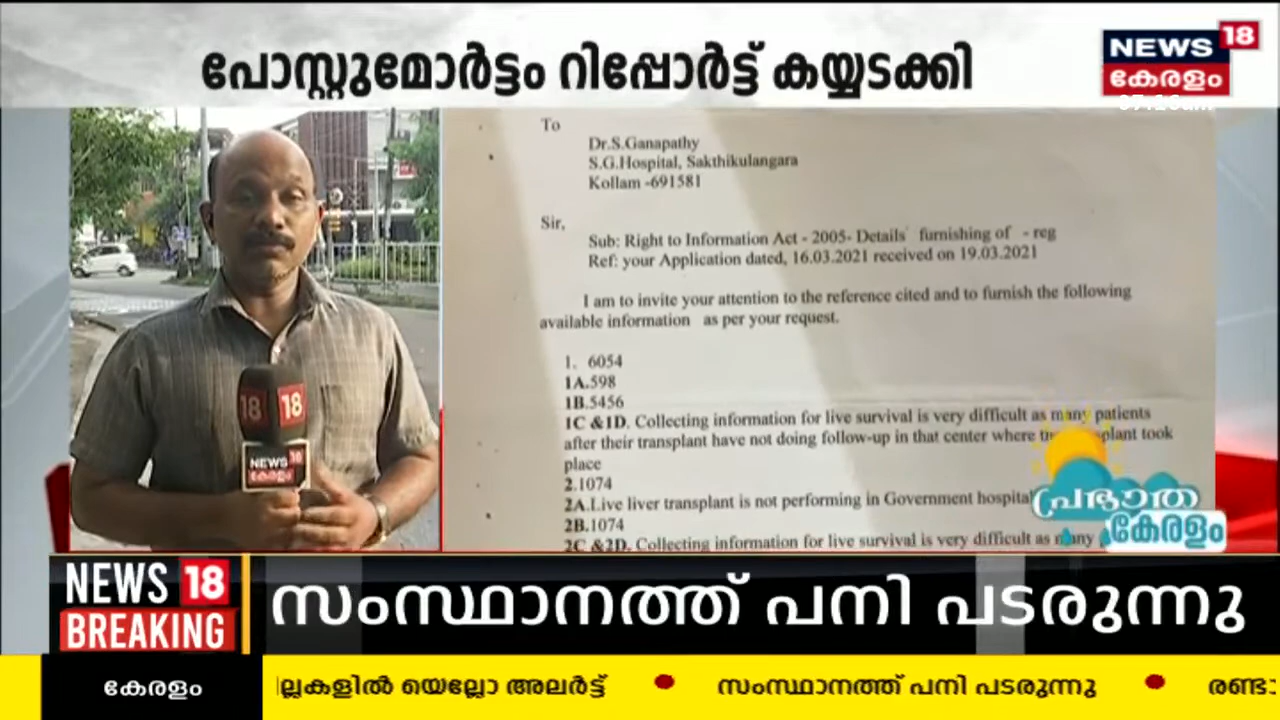 പോസ്റ്റുമോർട്ടം റിപ്പോർട്ട് കയ്യടക്കി
NEWS 18
കേരളം
To
Dr.S.Ganapathy
S.G.Hospital, Sakthikulangara
Kollam -691581
Sir,
Sub: Right to Information Act - 2005- Details furnishing of - reg
Ref: your Application dated, 16.03.2021 received on 19.03.2021
I am to invite your attention to the reference cited and to furnish the following
available information as per your request.
1. 6054
1A.598
1B.5456
1C &1D. Collecting information for live survival is very difficult as many patients
after their transplant have not doing follow-up in that center where took
place
2.1074
2A.Live liver transplant is not performing in Government
2B.1074
2C &2D. Collecting information for live survival is very difficult as many
18 18
NEWS 18
കേരളം
പ്രഭാത
കേരളം
NEWS 18
BREAKING
സംസ്ഥാനത്ത് പനി പടരുന്നു
കേരളം
ല്ലകളിൽ യെല്ലോ അലർട്ട് • സംസ്ഥാനത്ത് പനി പടരുന്നു •